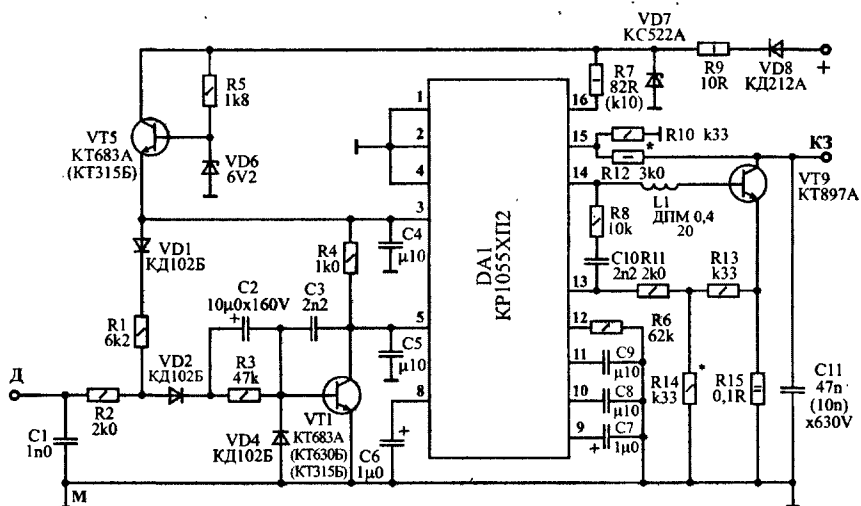 VD7
КС522А
R5
1k8
1
2
4
3
5
8
16
15
14
13
12
11
10
9
R7
82R
(k10)
R9
10R
VD8
КД212А
+
R10 k33
*
КЗ
R12 3k0
VT5
КТ683А
(КТ315Б)
VD6
6V2
L1
ДПМ 0,4
20
VT9
КТ897А
DA1
КР1055ХП2
VD1
КД102Б
R4
1k0
C4
μ10
R8
10k
C10
2n2
R11
2k0
R13
k33
C2
10μ0x160V
C3
2n2
R1
6k2
C5
μ10
R6
62k
VD2
КД102Б
R3
47k
C9
μ10
C8
μ10
C7
1μ0
Д
R2
2k0
C1
1n0
VD4
КД102Б
VT1
КТ683А
(КТ630Б)
(КТ315Б)
C6
1μ0
+
+
+
R14
k33
*
R15
0,1R
C11
47n
(10n)
x630V
М